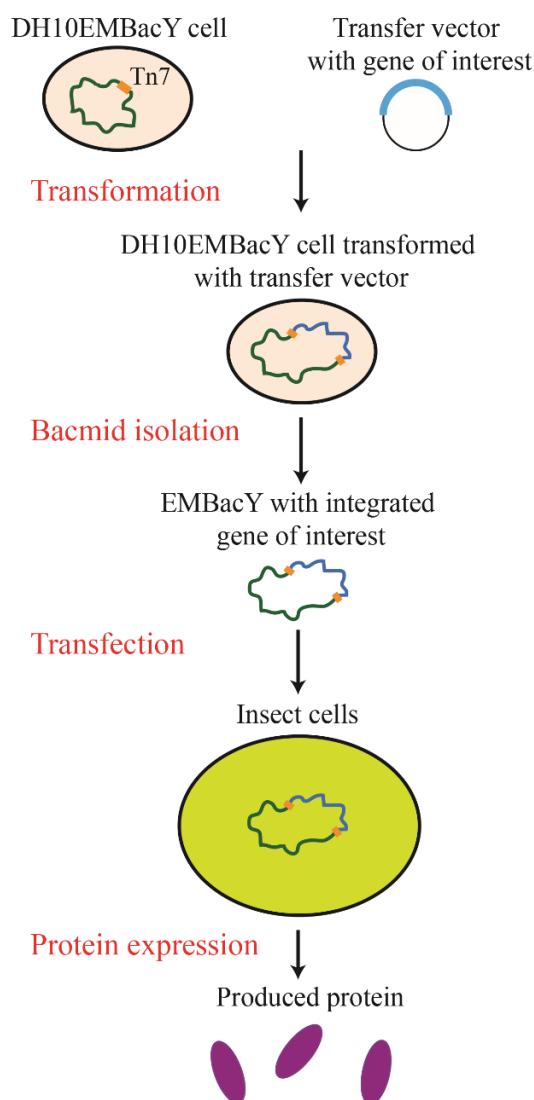 DH10EMBacY cell
Transfer vector
with gene of interest
Tn7
Transformation
DH10EMBacY cell transformed
with transfer vector
Bacmid isolation
EMBacY with integrated
gene of interest
Transfection
Insect cells
Protein expression
Produced protein